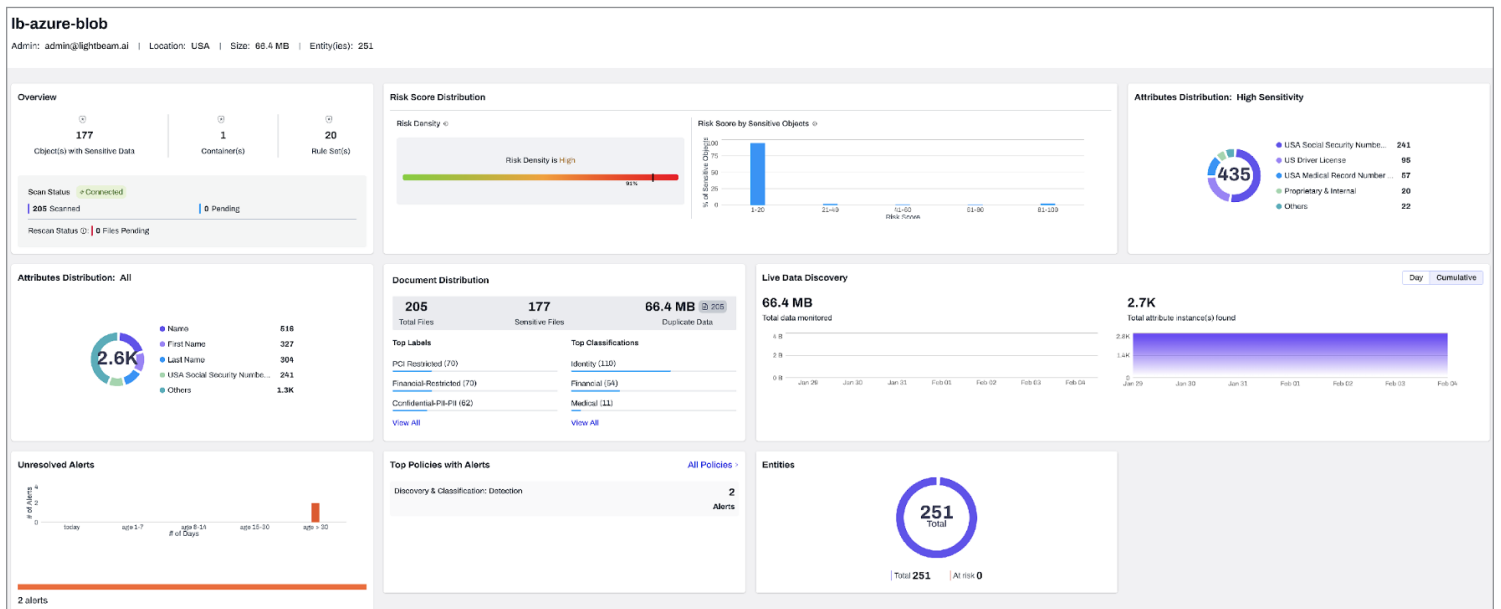 lb-azure-blob
Admin: admin@lightbeam.ai | Location: USA | Size: 66.4 MB | Entity(ies): 251
Overview
177
Object(s) with Sensitive Data
1
Container(s)
20
Rule Set(s)
Scan Status Connected
205 Scanned
0 Pending
Rescan Status : 0 Files Pending
Risk Score Distribution
Risk Density
Risk Density is High
91%
Risk Score by Sensitive Objects
% of Sensitive Objects
100
75
50
25
0
1-20
21-40
41-60
61-80
81-100
Risk Score
Attributes Distribution: High Sensitivity
435
USA Social Security Numbe... 241
US Driver License 95
USA Medical Record Number ... 57
Proprietary & Internal 20
Others 22
Attributes Distribution: All
2.6K
Name 516
First Name 327
Last Name 304
USA Social Security Numbe... 241
Others 1.3K
Document Distribution
205
Total Files
177
Sensitive Files
66.4 MB 205
Duplicate Data
Top Labels
PCI Restricted (70)
Financial-Restricted (70)
Confidential-PII-PII (62)
View All
Top Classifications
Identity (110)
Financial (54)
Medical (11)
View All
Live Data Discovery
Day Cumulative
66.4 MB
Total data monitored
4 B
2 B
0 B
Jan 29 Jan 30 Jan 31 Feb 01 Feb 02 Feb 03 Feb 04
2.7K
Total attribute instance(s) found
2.8K
1.4K
0
Jan 29 Jan 30 Jan 31 Feb 01 Feb 02 Feb 03 Feb 04
Unresolved Alerts
# of Alerts
4
2
0
today age 1-7 age 8-14 age 15-30 age > 30
# of Days
2 alerts
Top Policies with Alerts
All Policies >
Discovery & Classification: Detection
2
Alerts
Entities
251
Total
Total 251 At risk 0